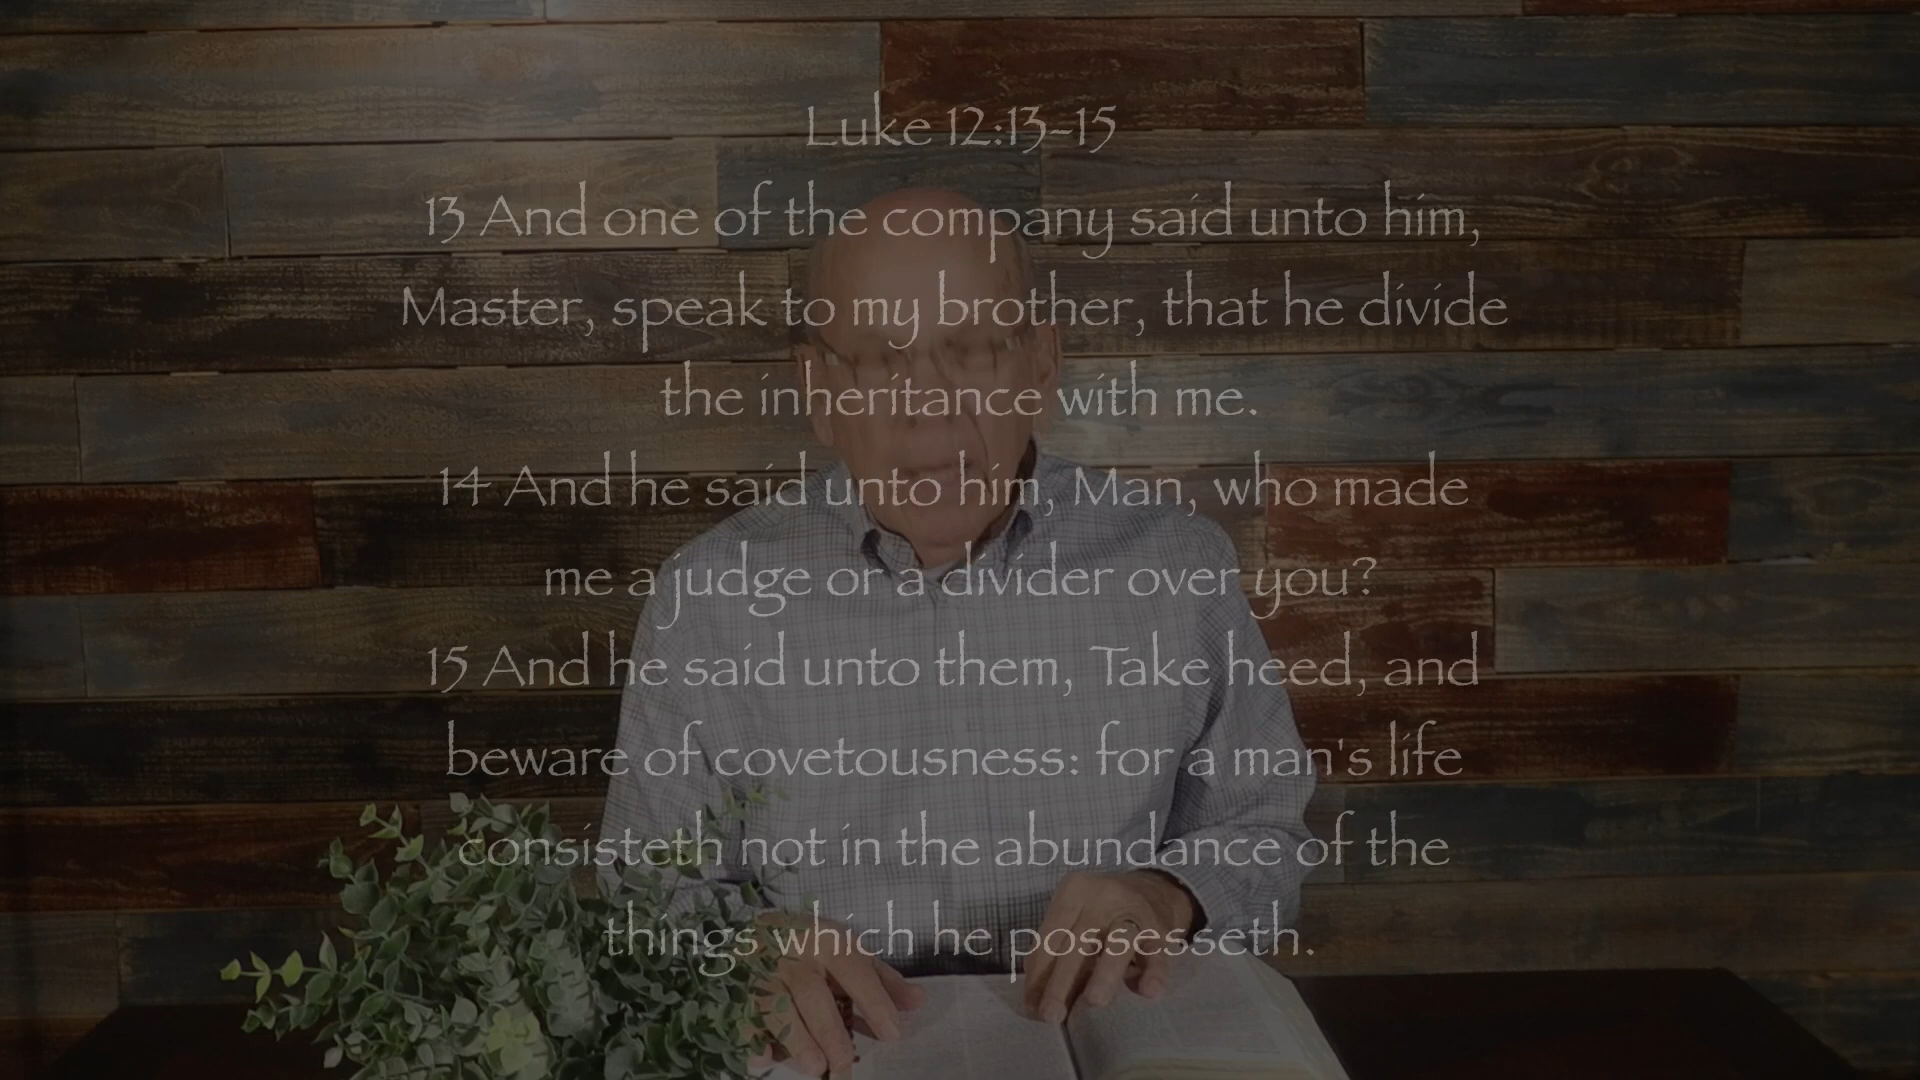 Luke 12:13-15
13 And one of the company said unto him,
Master, speak to my brother, that he divide
the inheritance with me.
14 And he said unto him, Man, who made
me a judge or a divider over you?
15 And he said unto them, Take heed, and
beware of covetousness: for a man's life
consisteth not in the abundance of the
things which he possesseth.